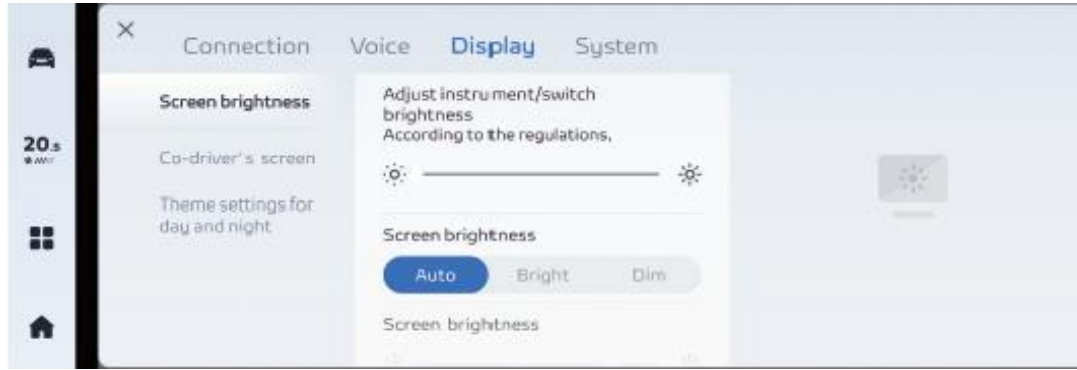 Connection Voice Display System
Screen brightness
Co-driver's screen
Theme settings for
day and night
20.5
Adjust instrument/switch
brightness
According to the regulations,
Screen brightness
Auto Bright Dim
Screen brightness